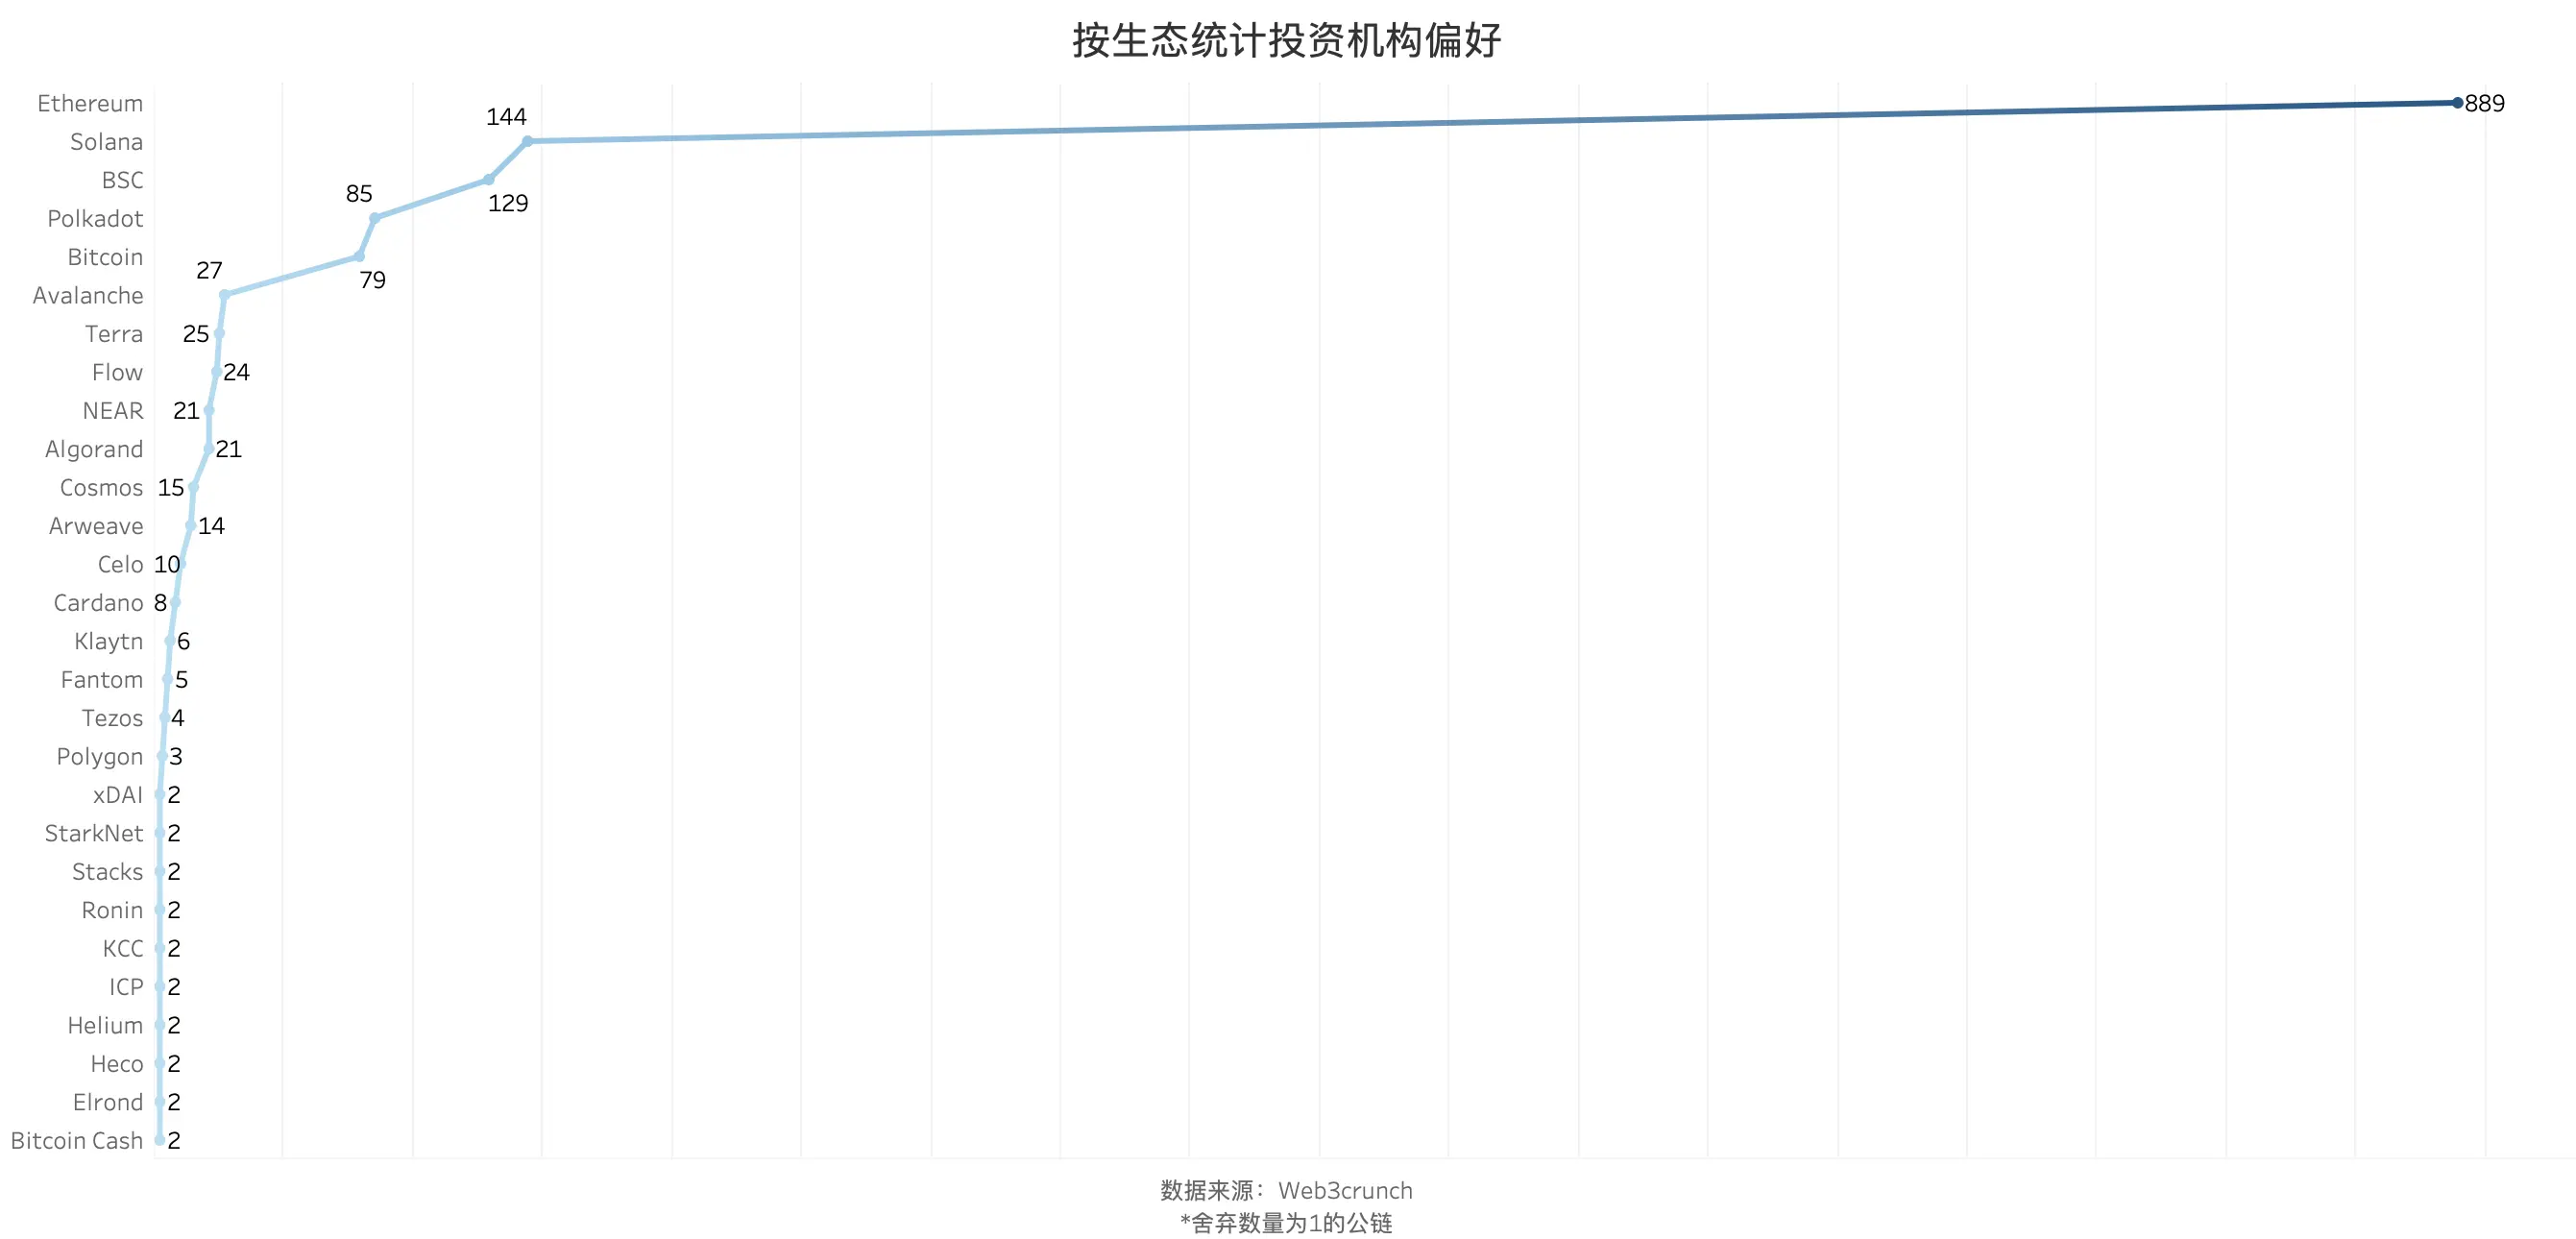 按生态统计投资机构偏好
Ethereum 889
144
Solana
BSC
85
129
Polkadot
Bitcoin
27
79
Avalanche
Terra 25
Flow 24
NEAR 21
Algorand 21
Cosmos 15
Arweave 14
Celo 10
Cardano 8
Klaytn 6
Fantom 5
Tezos 4
Polygon 3
xDAI 2
StarkNet 2
Stacks 2
Ronin 2
KCC 2
ICP 2
Helium 2
Heco 2
Elrond 2
Bitcoin Cash 2
数据来源：Web3crunch
*舍弃数量为1的公链